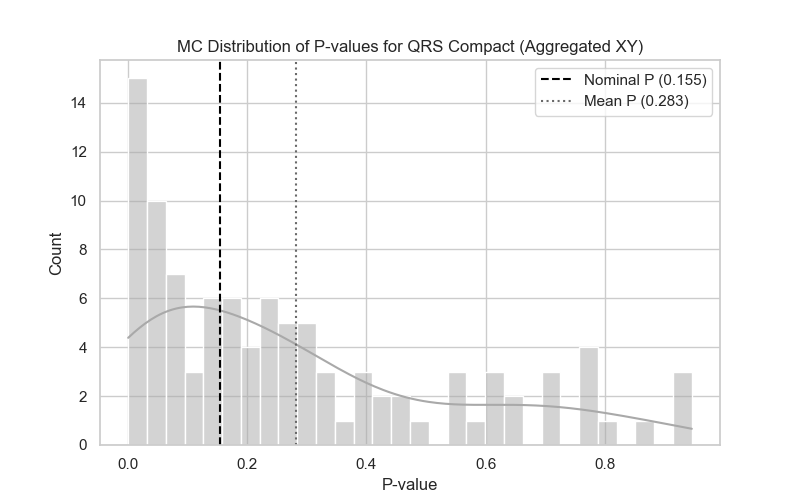 MC Distribution of P-values for QRS Compact (Aggregated XY)
Nominal P (0.155)
Mean P (0.283)
14
12
10
8
6
4
2
0
Count
0.0 0.2 0.4 0.6 0.8
P-value